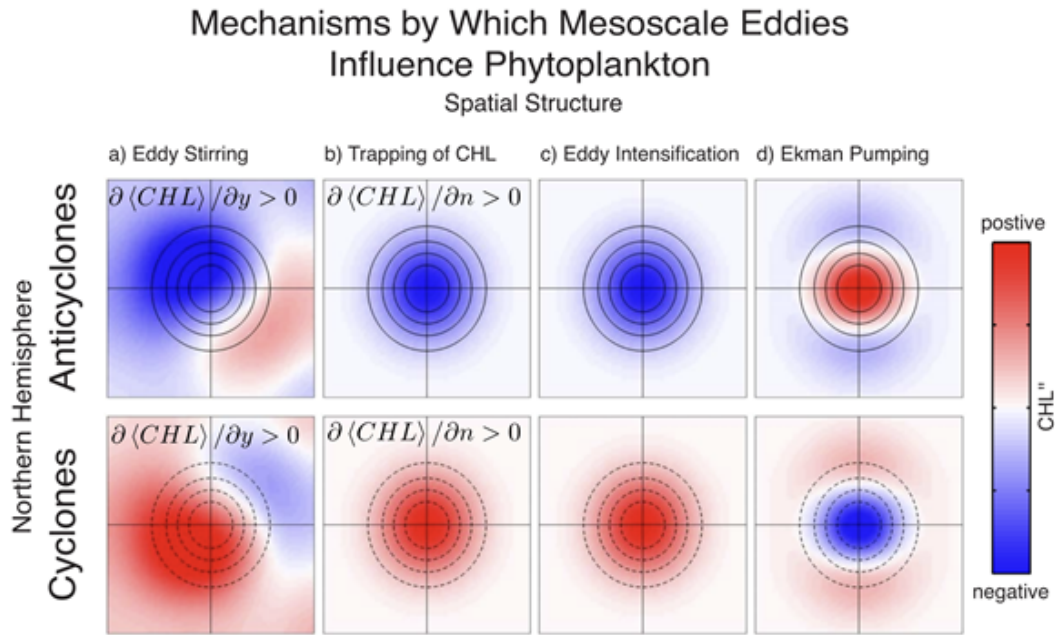 Mechanisms by Which Mesoscale Eddies
Influence Phytoplankton
Spatial Structure
a) Eddy Stirring
b) Trapping of CHL
c) Eddy Intensification
d) Ekman Pumping
Northern Hemisphere
Anticyclones
∂⟨CHL⟩/∂y > 0
∂⟨CHL⟩/∂n > 0
Cyclones
∂⟨CHL⟩/∂y > 0
∂⟨CHL⟩/∂n > 0
postive
CHL"
negative